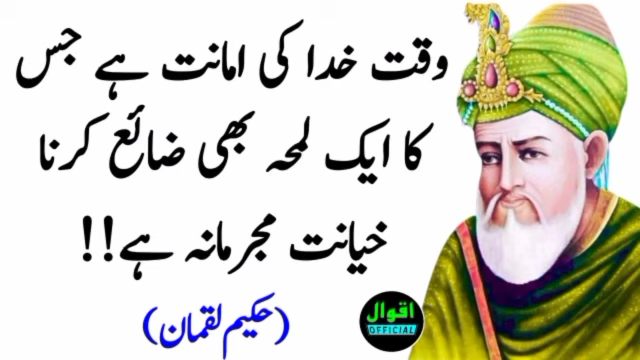 وقت خدا کی امانت ہے جس
کا ایک لمحہ بھی ضائع کرنا
خیانت مجرمانہ ہے!!
(حکیم لقمان)
اقوال
OFFICIAL